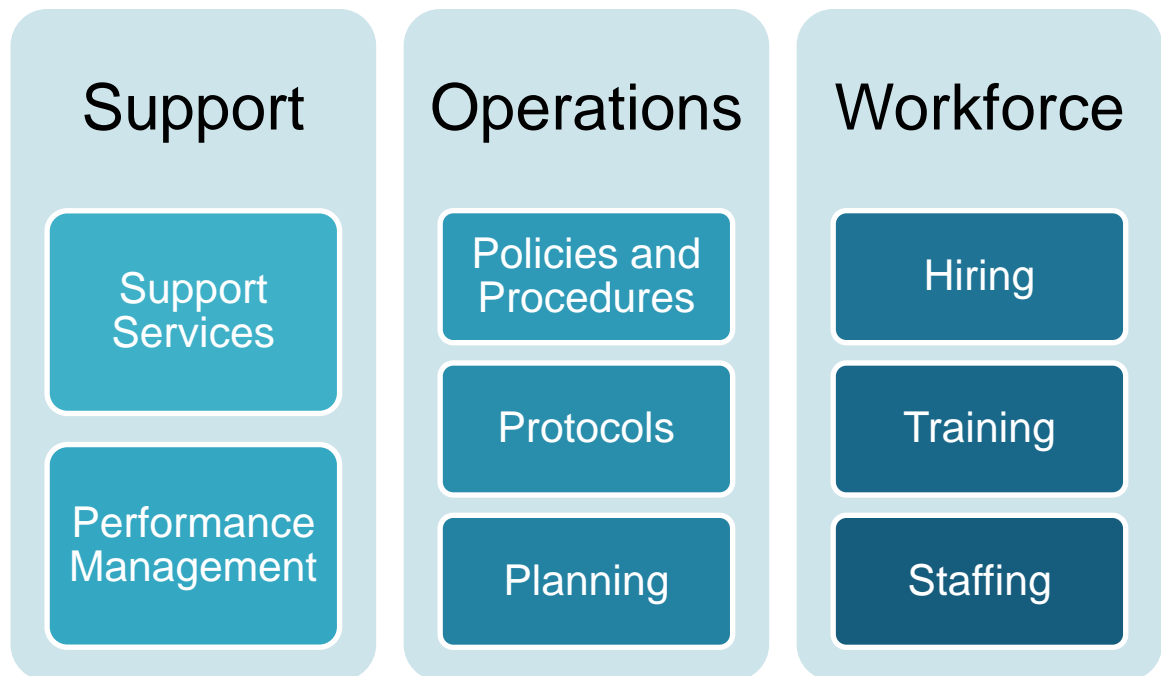 Support
Support
Services
Performance
Management
Operations
Policies and
Procedures
Protocols
Planning
Workforce
Hiring
Training
Staffing